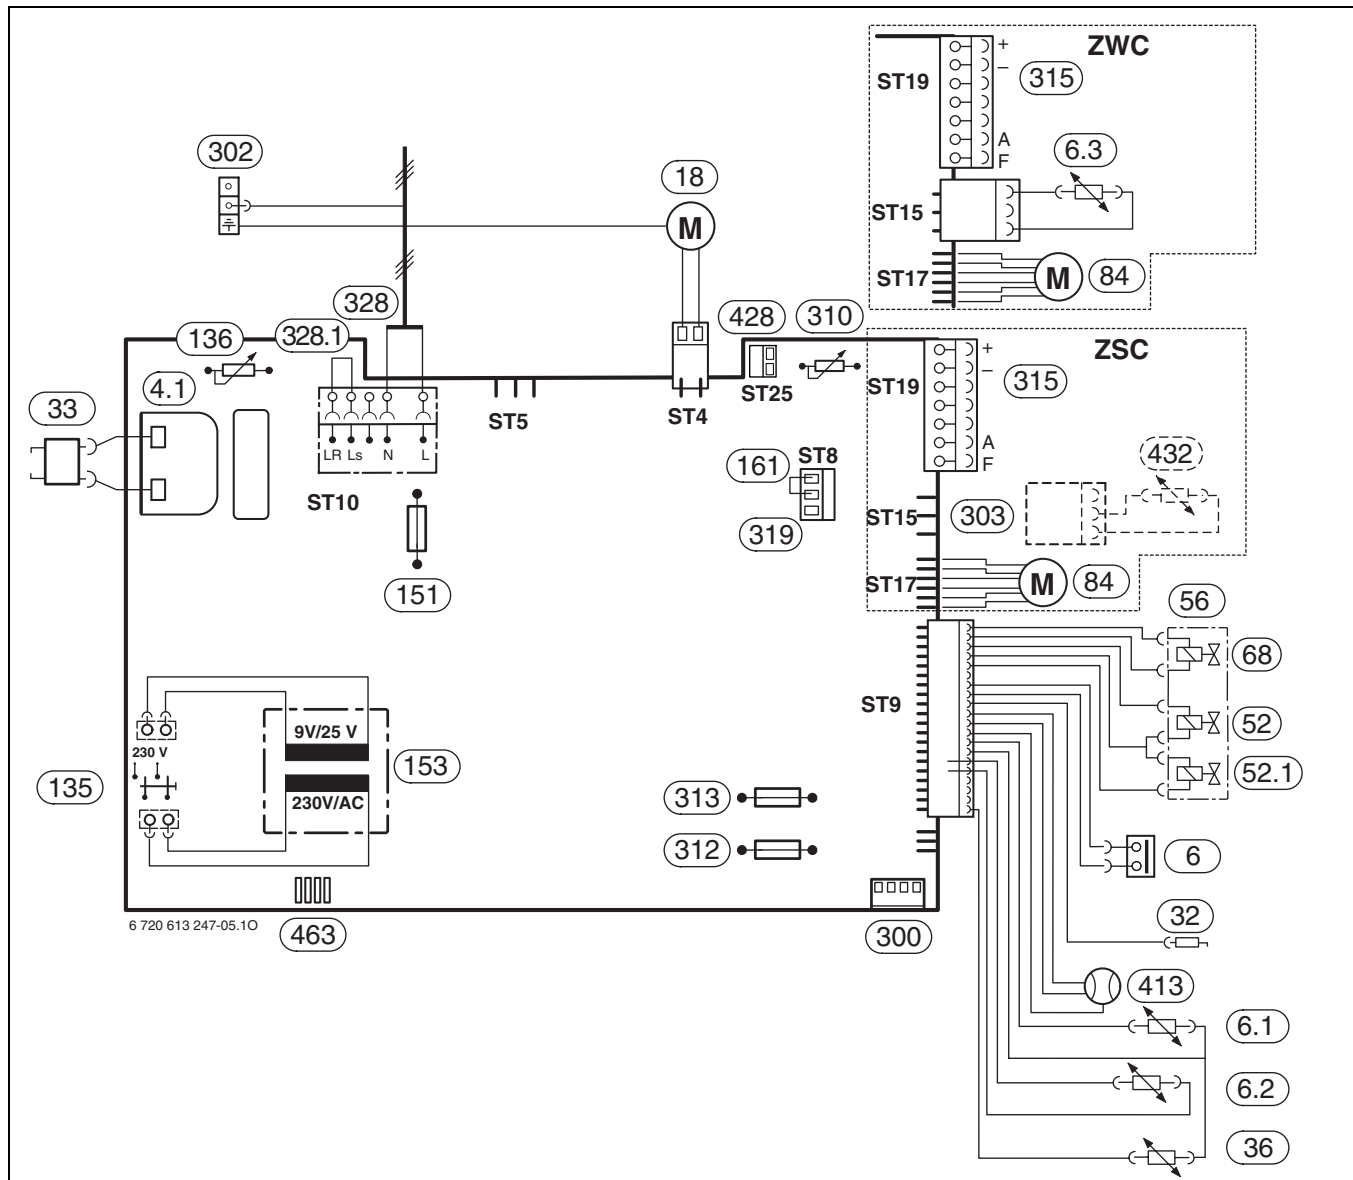 ZWC
+
–
ST19
315
A
F
6.3
302
18
M
ST15
ST17
M
84
328
428
310
136
328.1
ZSC
+
–
4.1
ST19
315
33
ST5
ST4
ST25
A
F
432
LR Ls N L
161
ST8
ST10
319
ST15
303
151
ST17
M
84
56
68
ST9
52
9V/25 V
230 V
153
52.1
135
230V/AC
313
312
6
6 720 613 247-05.1O
463
300
32
413
6.1
6.2
36